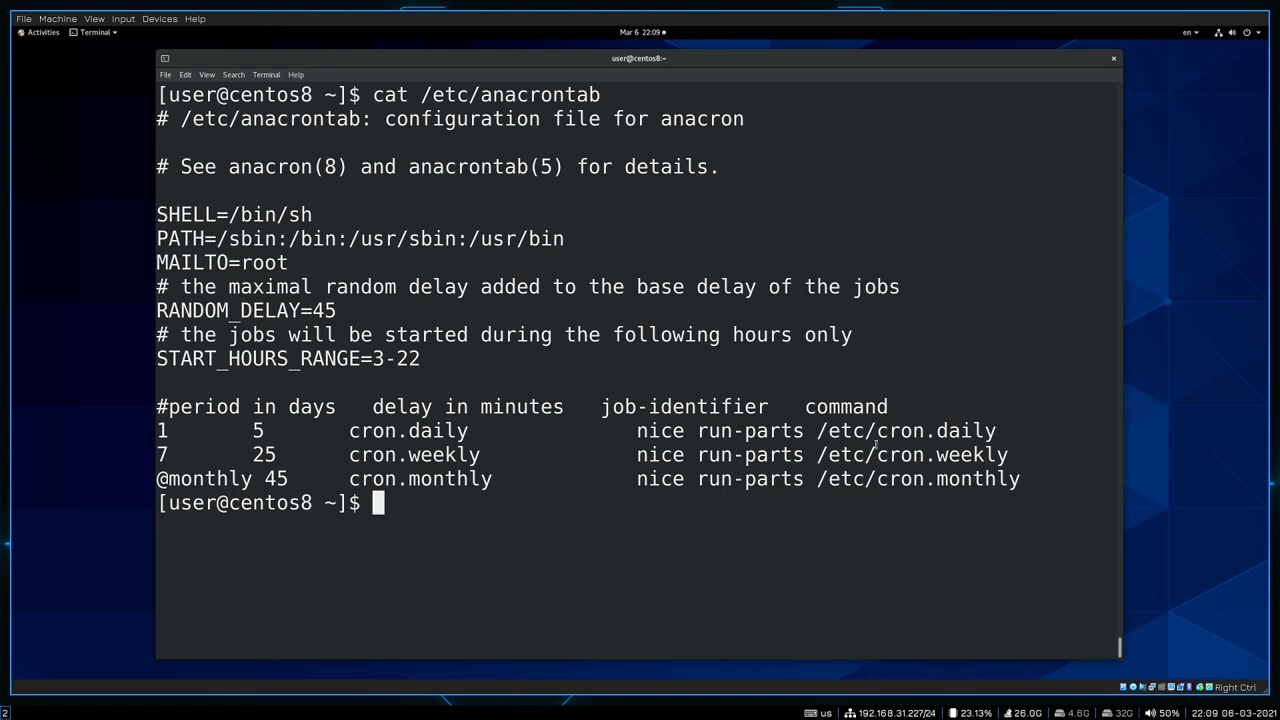 File Machine View Input Devices Help
Activities Terminal Mar 6 22:09 en
user@centos8:~
File Edit View Search Terminal Help
[user@centos8 ~]$ cat /etc/anacrontab
# /etc/anacrontab: configuration file for anacron
# See anacron(8) and anacrontab(5) for details.
SHELL=/bin/sh
PATH=/sbin:/bin:/usr/sbin:/usr/bin
MAILTO=root
# the maximal random delay added to the base delay of the jobs
RANDOM_DELAY=45
# the jobs will be started during the following hours only
START_HOURS_RANGE=3-22
#period in days   delay in minutes   job-identifier   command
1       5       cron.daily              nice run-parts /etc/cron.daily
7       25      cron.weekly             nice run-parts /etc/cron.weekly
@monthly 45     cron.monthly            nice run-parts /etc/cron.monthly
[user@centos8 ~]$
Right Ctrl
2 us 192.168.31.227/24 23.13% 26.0G 4.6G 32G 50% 22:09 06-03-2021